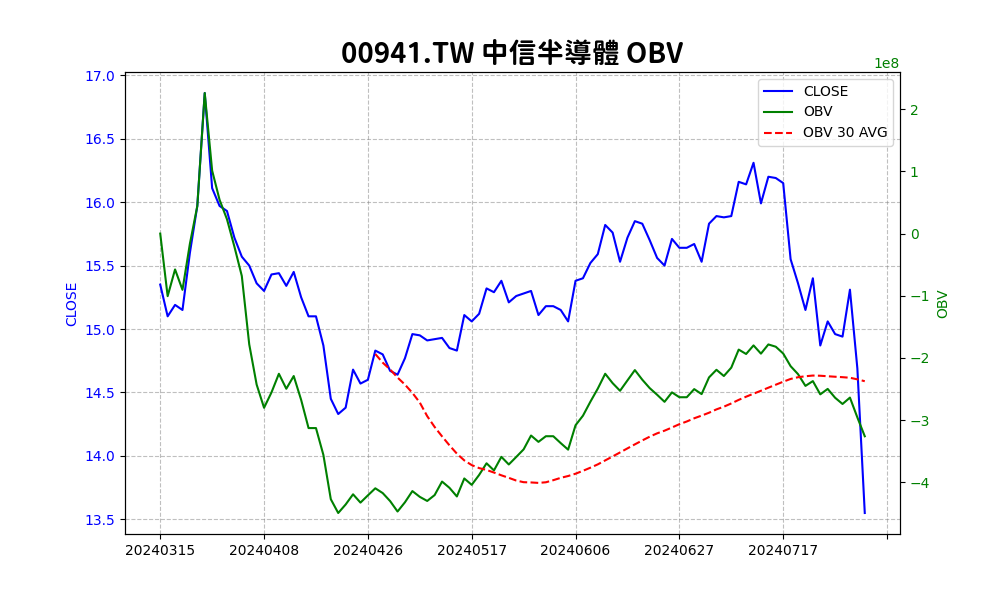 00941.TW 中信半導體 OBV
1e8
17.0
16.5
16.0
15.5
15.0
14.5
14.0
13.5
CLOSE
CLOSE
OBV
OBV 30 AVG
2
1
0
−1
−2
−3
−4
OBV
20240315 20240408 20240426 20240517 20240606 20240627 20240717